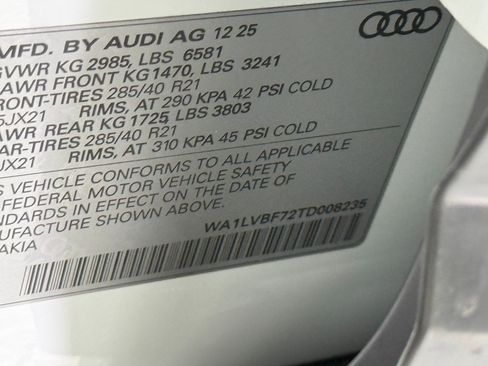 MFD. BY AUDI AG 12 25
GVWR KG 2985, LBS 6581
GAWR FRONT KG1470, LBS 3241
FRONT-TIRES 285/40 R21
5JX21 RIMS, AT 290 KPA 42 PSI COLD
AWR REAR KG 1725, LBS 3803
AR-TIRES 285/40 R21
JX21 RIMS, AT 310 KPA 45 PSI COLD
S VEHICLE CONFORMS TO ALL APPLICABLE
FEDERAL MOTOR VEHICLE SAFETY
NDARDS IN EFFECT ON THE DATE OF
NUFACTURE SHOWN ABOVE.
AKIA
WA1LVBF72TD008235